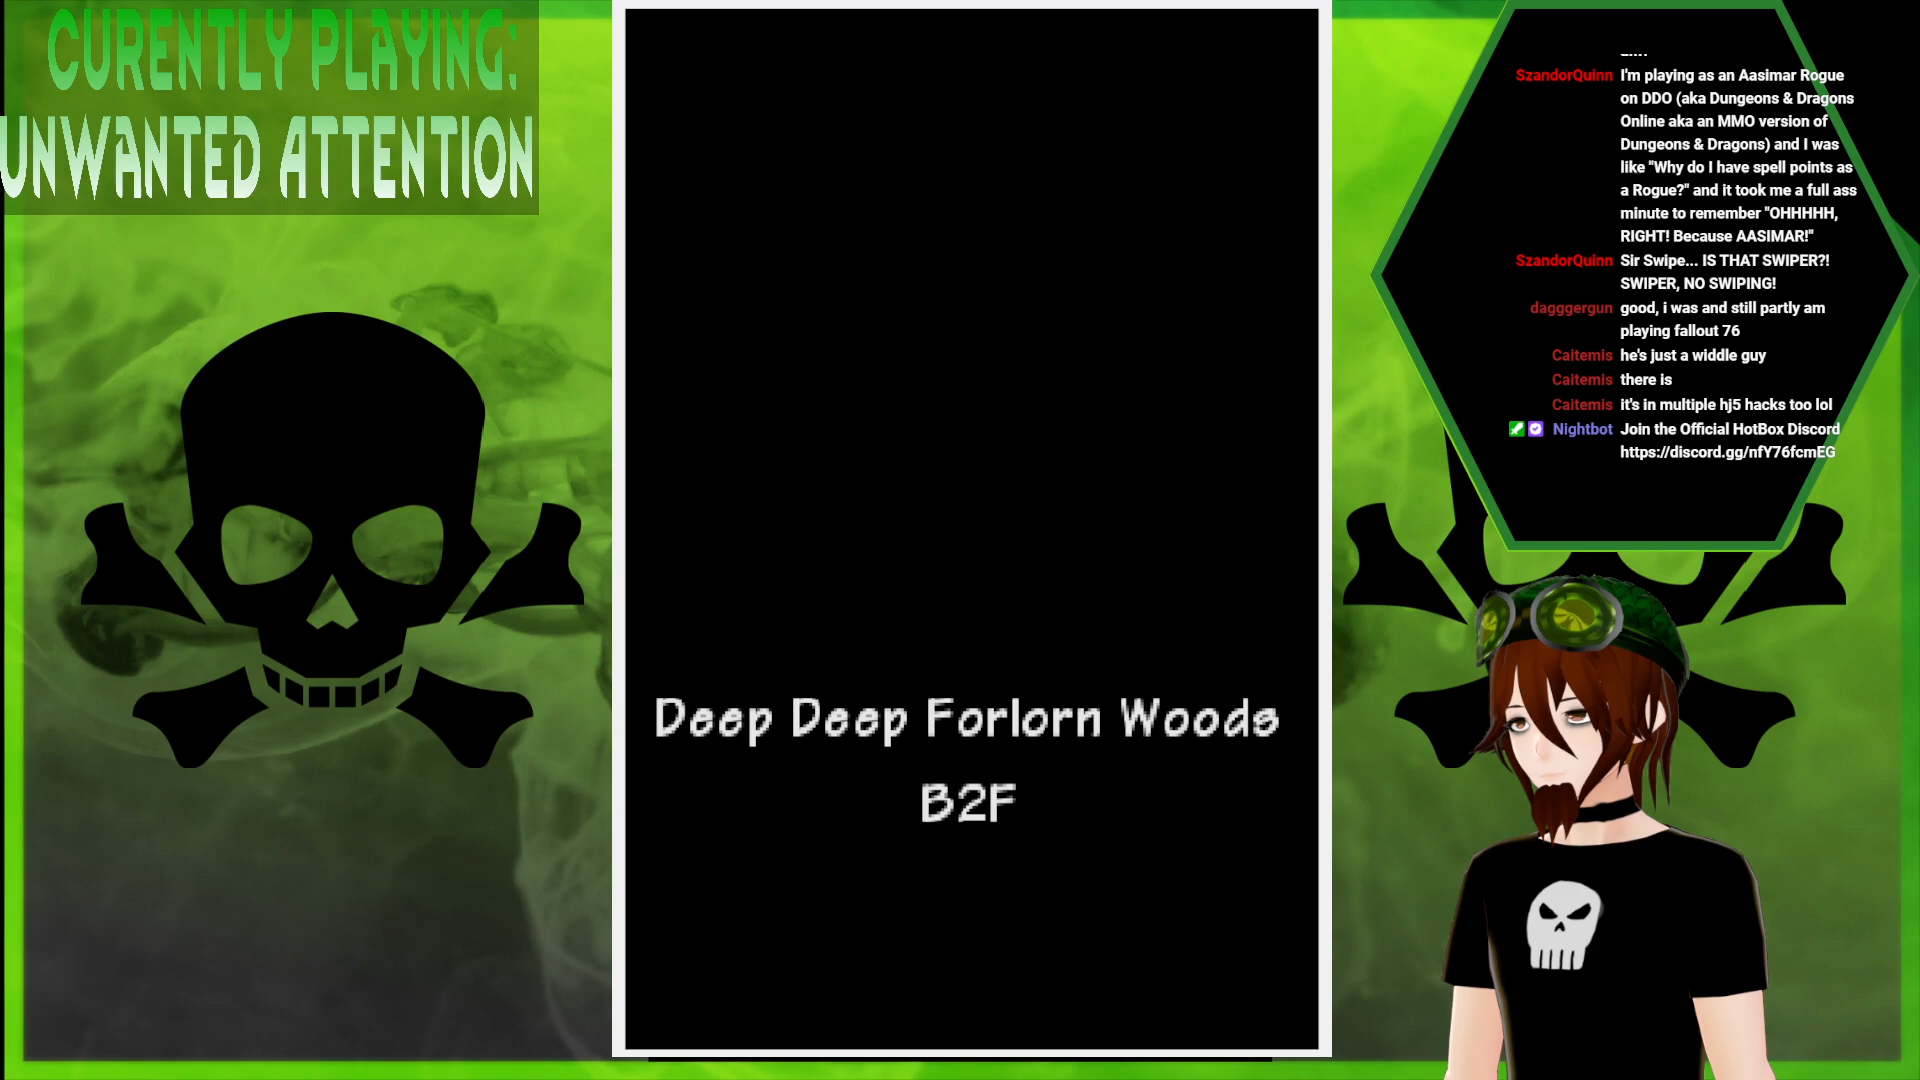 CURENTLY PLAYING:
UNWANTED ATTENTION
SzandorQuinn I'm playing as an Aasimar Rogue
on DDO (aka Dungeons & Dragons
Online aka an MMO version of
Dungeons & Dragons) and I was
like "Why do I have spell points as
a Rogue?" and it took me a full ass
minute to remember "OHHHHH,
RIGHT! Because AASIMAR!"
SzandorQuinn Sir Swipe... IS THAT SWIPER?!
SWIPER, NO SWIPING!
dagggergun good, i was and still partly am
playing fallout 76
Caitemis he's just a widdle guy
Caitemis there is
Caitemis it's in multiple hj5 hacks too lol
Nightbot Join the Official HotBox Discord
https://discord.gg/nfY76fcmEG
Deep Deep Forlorn Woods
B2F